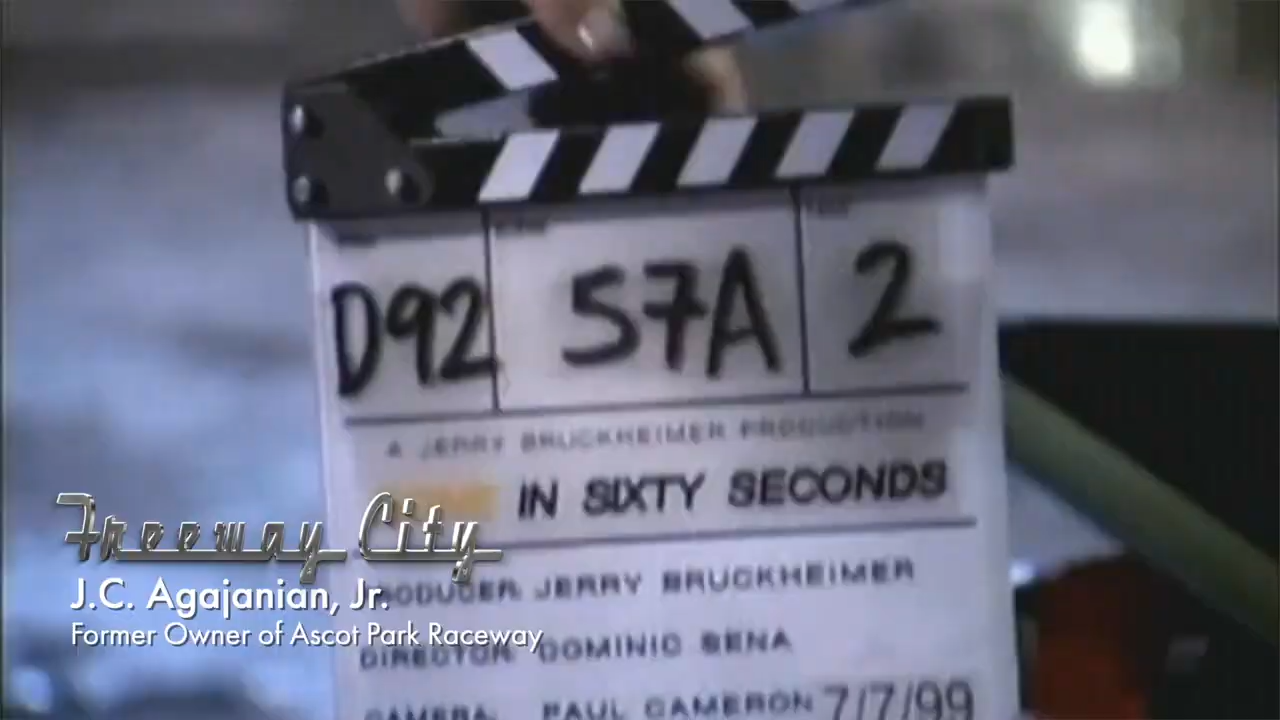 D92 57A 2
A JERRY BRUCKHEIMER PRODUCTION
IN SIXTY SECONDS
Freeway City
PRODUCER JERRY BRUCKHEIMER
J.C. Agajanian, Jr.
Former Owner of Ascot Park Raceway
DIRECTOR DOMINIC SENA
CAMERA PAUL CAMERON 7/7/99